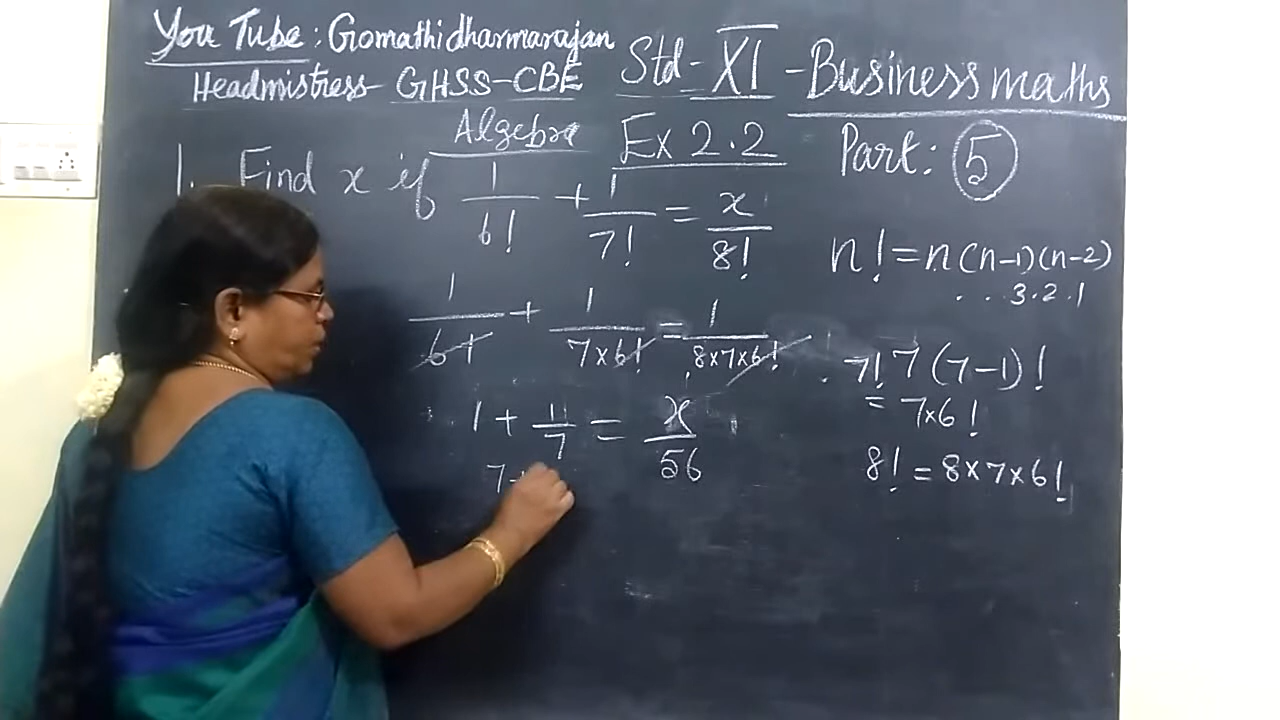 You Tube: Gomathidharmarajan
Headmistress- GHSS-CBE
Std- XI -Business maths
Algebra Ex 2.2 Part: 5
1. Find x if 1/6! + 1/7! = x/8!
n! = n(n-1)(n-2)
. . . 3.2.1
1/6! + 1/7×6! = 1/8×7×6!
7! 7(7-1)!
= 7×6!
1 + 11/7 = x/56
8! = 8×7×6!
7+